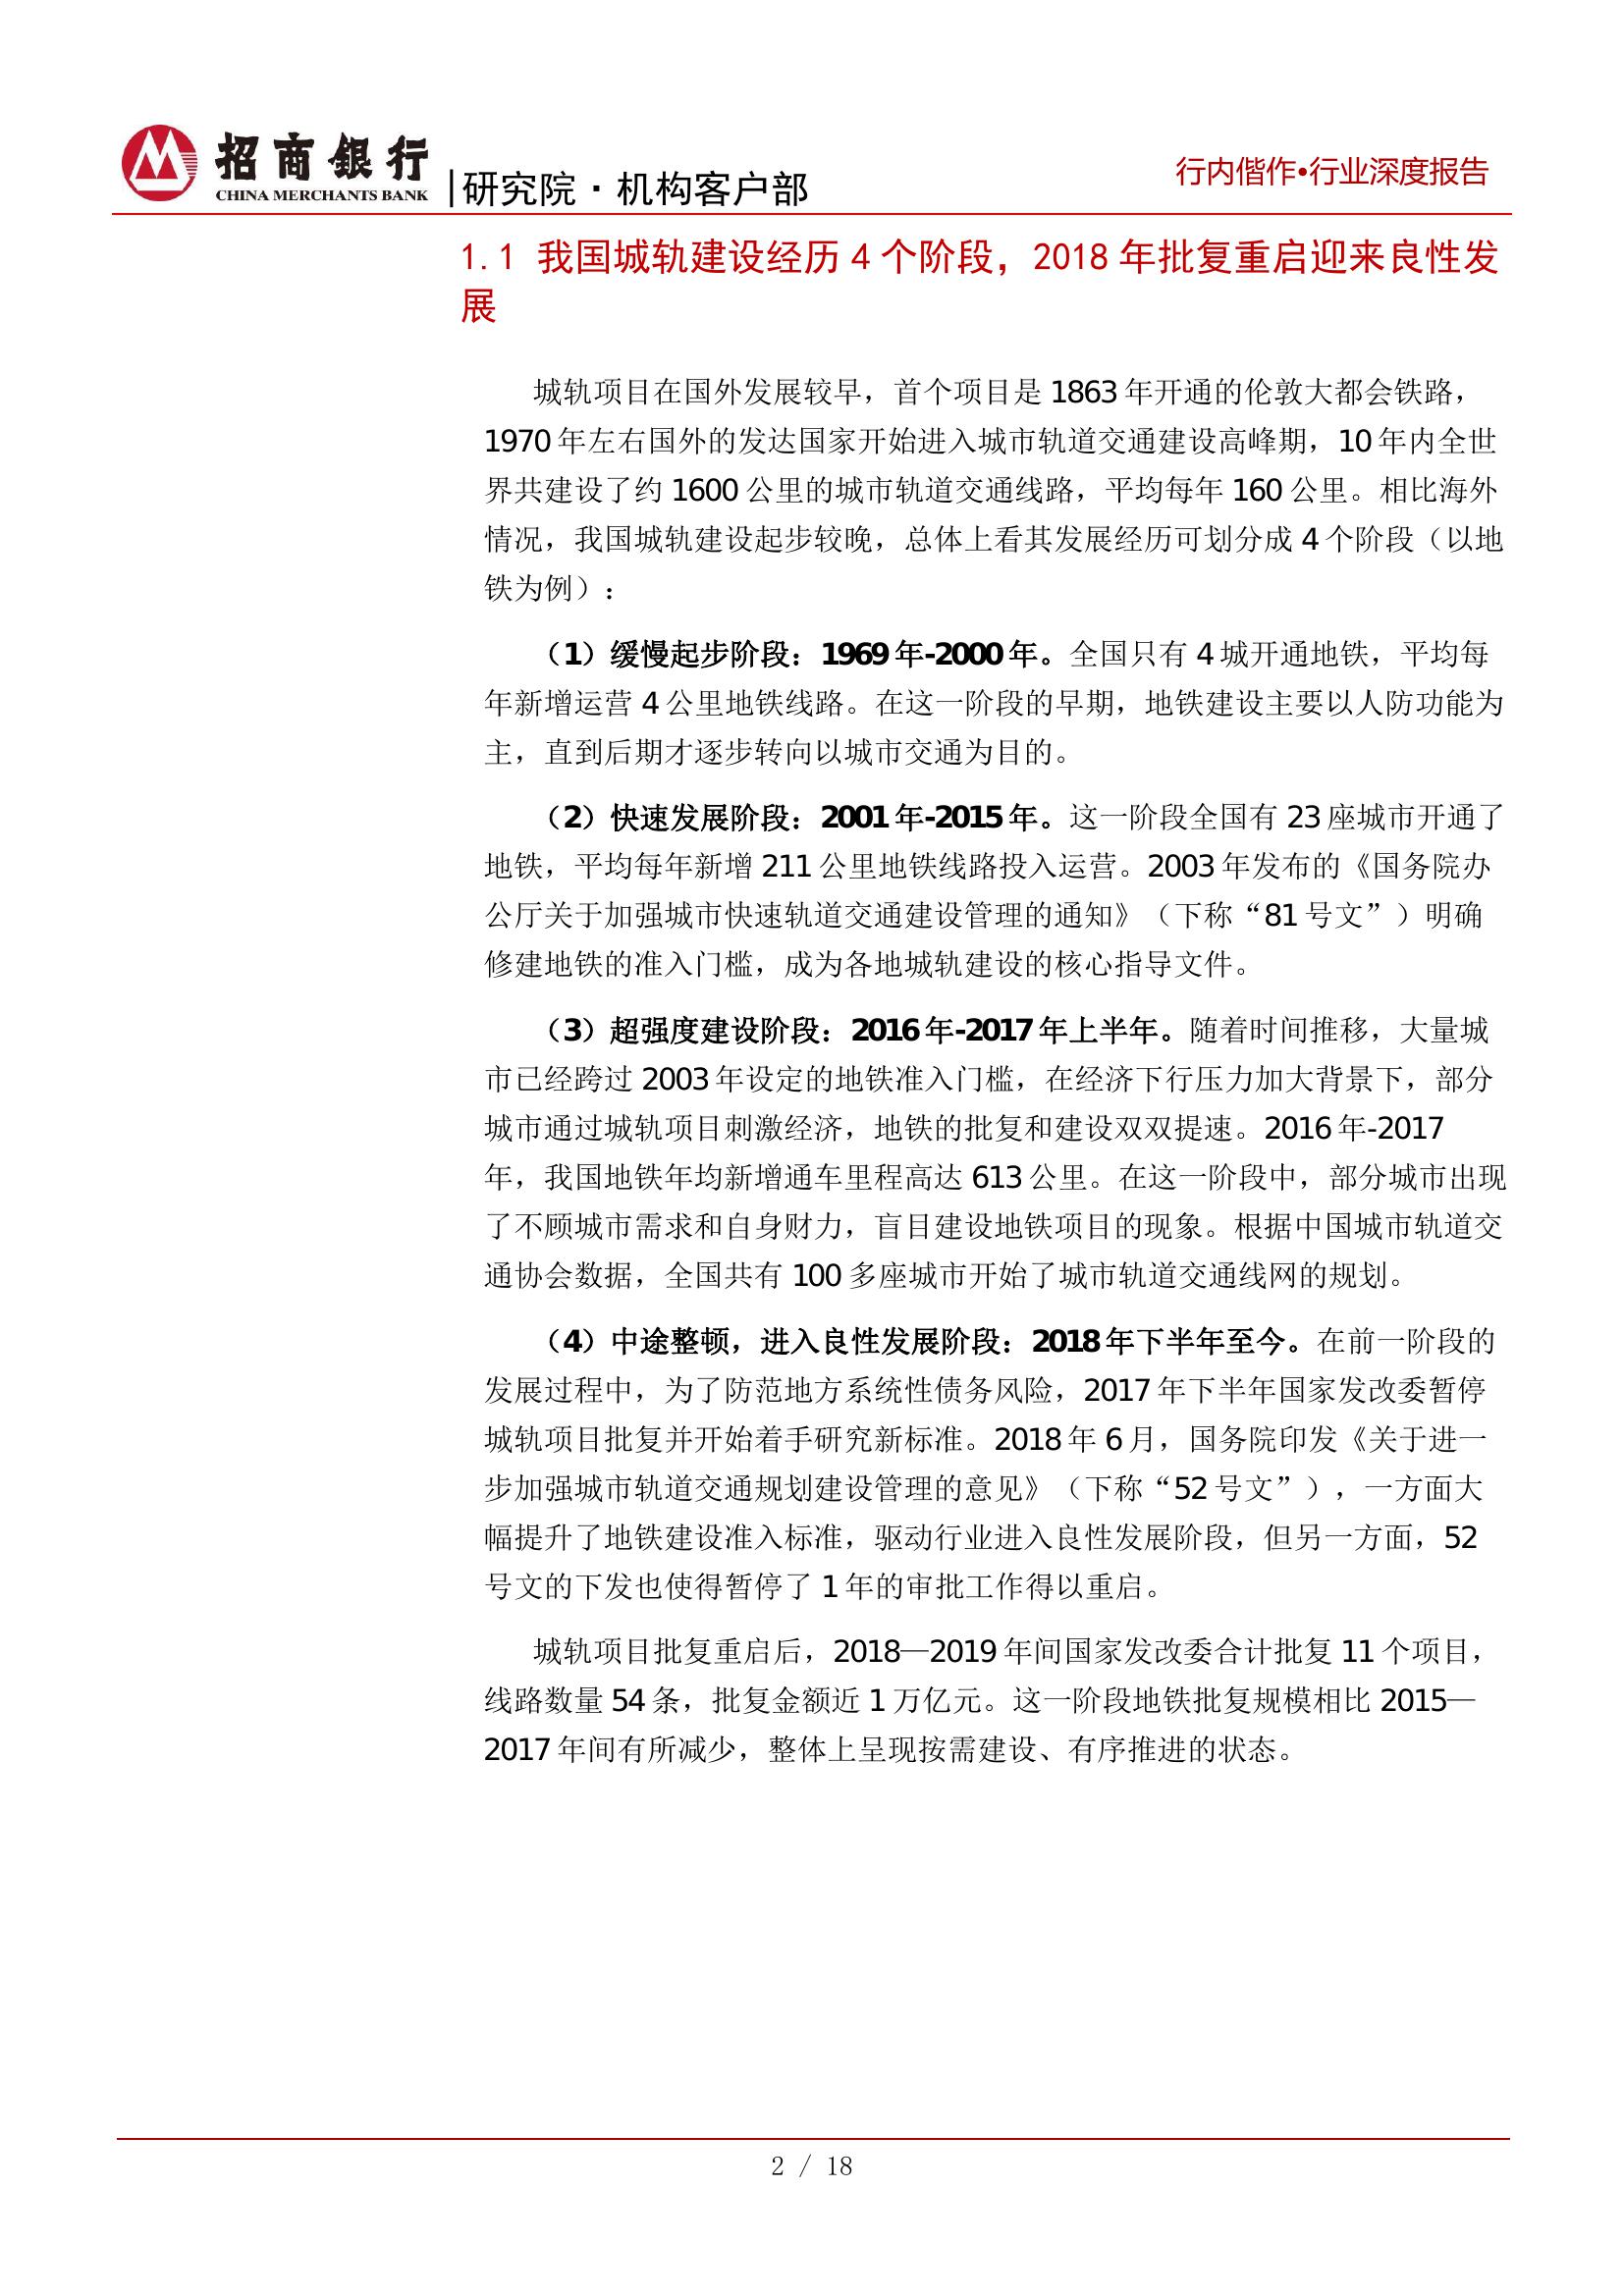 招商银行
CHINA MERCHANTS BANK
|研究院·机构客户部
行内偕作•行业深度报告
1.1 我国城轨建设经历 4 个阶段，2018 年批复重启迎来良性发
展
城轨项目在国外发展较早，首个项目是 1863 年开通的伦敦大都会铁路，
1970 年左右国外的发达国家开始进入城市轨道交通建设高峰期，10 年内全世
界共建设了约 1600 公里的城市轨道交通线路，平均每年 160 公里。相比海外
情况，我国城轨建设起步较晚，总体上看其发展经历可划分成 4 个阶段（以地
铁为例）：
（1）缓慢起步阶段：1969 年-2000 年。全国只有 4 城开通地铁，平均每
年新增运营 4 公里地铁线路。在这一阶段的早期，地铁建设主要以人防功能为
主，直到后期才逐步转向以城市交通为目的。
（2）快速发展阶段：2001 年-2015 年。这一阶段全国有 23 座城市开通了
地铁，平均每年新增 211 公里地铁线路投入运营。2003 年发布的《国务院办
公厅关于加强城市快速轨道交通建设管理的通知》（下称“81 号文”）明确
修建地铁的准入门槛，成为各地城轨建设的核心指导文件。
（3）超强度建设阶段：2016 年-2017 年上半年。随着时间推移，大量城
市已经跨过 2003 年设定的地铁准入门槛，在经济下行压力加大背景下，部分
城市通过城轨项目刺激经济，地铁的批复和建设双双提速。2016 年-2017
年，我国地铁年均新增通车里程高达 613 公里。在这一阶段中，部分城市出现
了不顾城市需求和自身财力，盲目建设地铁项目的现象。根据中国城市轨道交
通协会数据，全国共有 100 多座城市开始了城市轨道交通线网的规划。
（4）中途整顿，进入良性发展阶段：2018 年下半年至今。在前一阶段的
发展过程中，为了防范地方系统性债务风险，2017 年下半年国家发改委暂停
城轨项目批复并开始着手研究新标准。2018 年 6 月，国务院印发《关于进一
步加强城市轨道交通规划建设管理的意见》（下称“52 号文”），一方面大
幅提升了地铁建设准入标准，驱动行业进入良性发展阶段，但另一方面，52
号文的下发也使得暂停了 1 年的审批工作得以重启。
城轨项目批复重启后，2018—2019 年间国家发改委合计批复 11 个项目，
线路数量 54 条，批复金额近 1 万亿元。这一阶段地铁批复规模相比 2015—
2017 年间有所减少，整体上呈现按需建设、有序推进的状态。
2 / 18